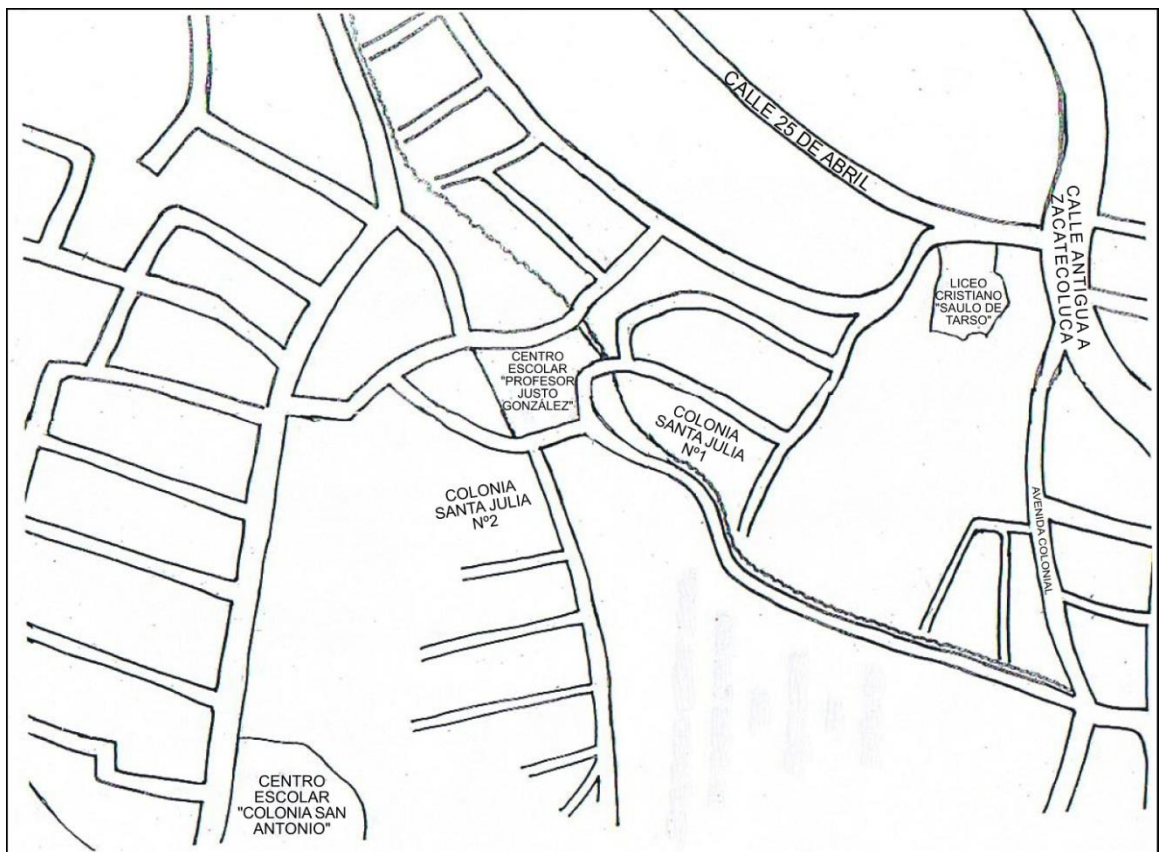 CALLE 25 DE ABRIL
CALLE ANTIGUA A
ZACATECOLUCA
LICEO
CRISTIANO
"SAULO DE
TARSO"
CENTRO
ESCOLAR
"PROFESOR
JUSTO
GONZÁLEZ"
COLONIA
SANTA JULIA
Nº1
COLONIA
SANTA JULIA
Nº2
AVENIDA COLONIAL
CENTRO
ESCOLAR
"COLONIA SAN
ANTONIO"